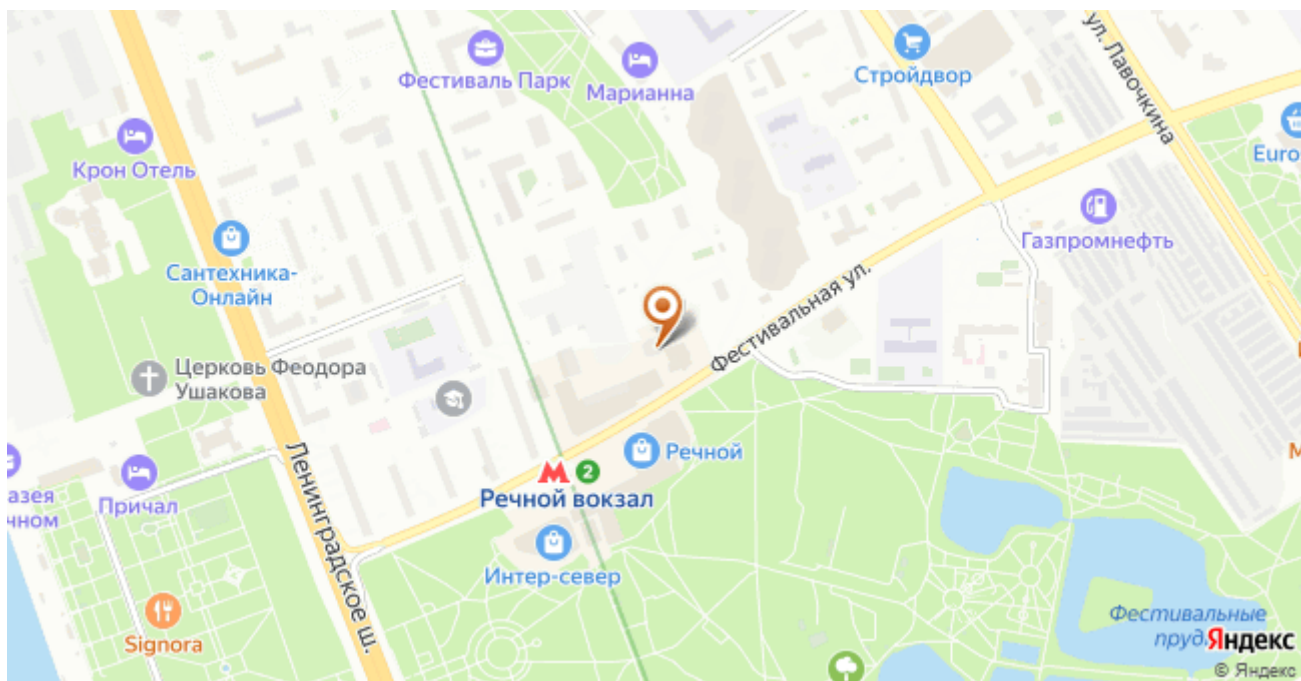 Фестиваль Парк
Марианна
Стройдвор
ул. Лавочкина
Крон Отель
Euro
Газпромнефть
Сантехника-
Онлайн
Фестивальная ул.
Церковь Феодора
Ушакова
Речной
М 2
Речной вокзал
Ленинградское ш.
азея
чном
Причал
Интер-север
Signora
Фестивальные
пруд
Яндекс
© Яндекс